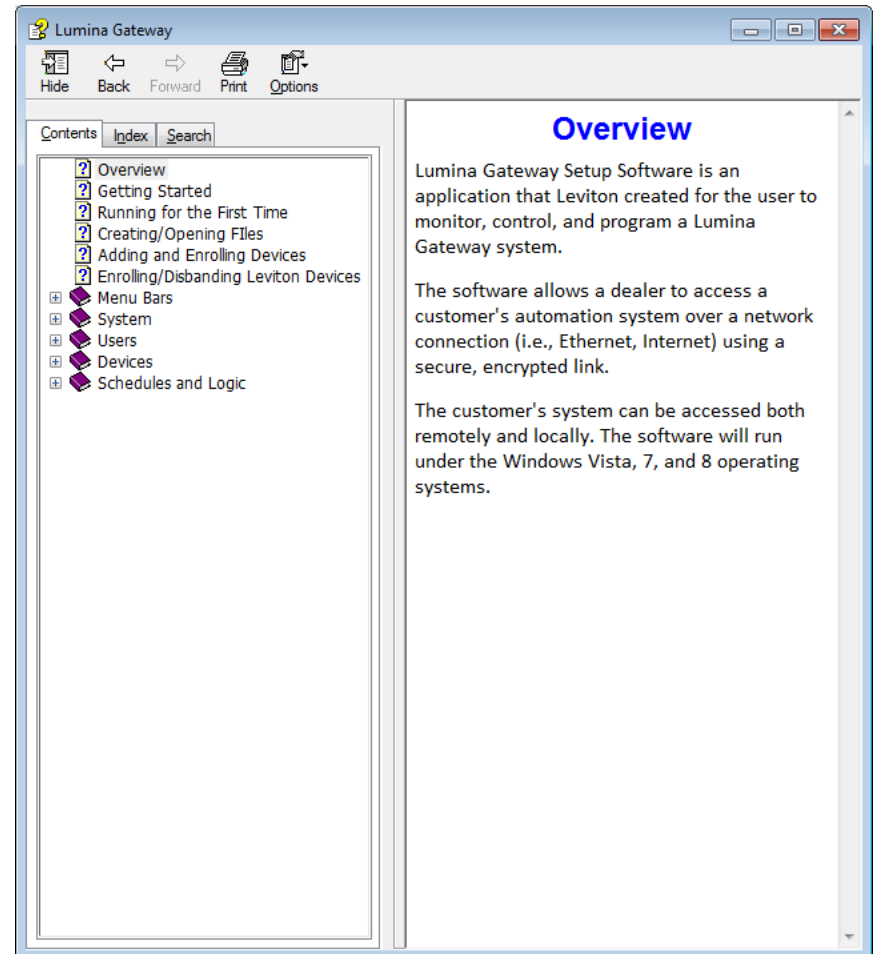 Lumina Gateway
Hide Back Forward Print Options
Contents Index Search
Overview
Getting Started
Running for the First Time
Creating/Opening FIles
Adding and Enrolling Devices
Enrolling/Disbanding Leviton Devices
Menu Bars
System
Users
Devices
Schedules and Logic
Overview
Lumina Gateway Setup Software is an
application that Leviton created for the user to
monitor, control, and program a Lumina
Gateway system.
The software allows a dealer to access a
customer's automation system over a network
connection (i.e., Ethernet, Internet) using a
secure, encrypted link.
The customer's system can be accessed both
remotely and locally. The software will run
under the Windows Vista, 7, and 8 operating
systems.